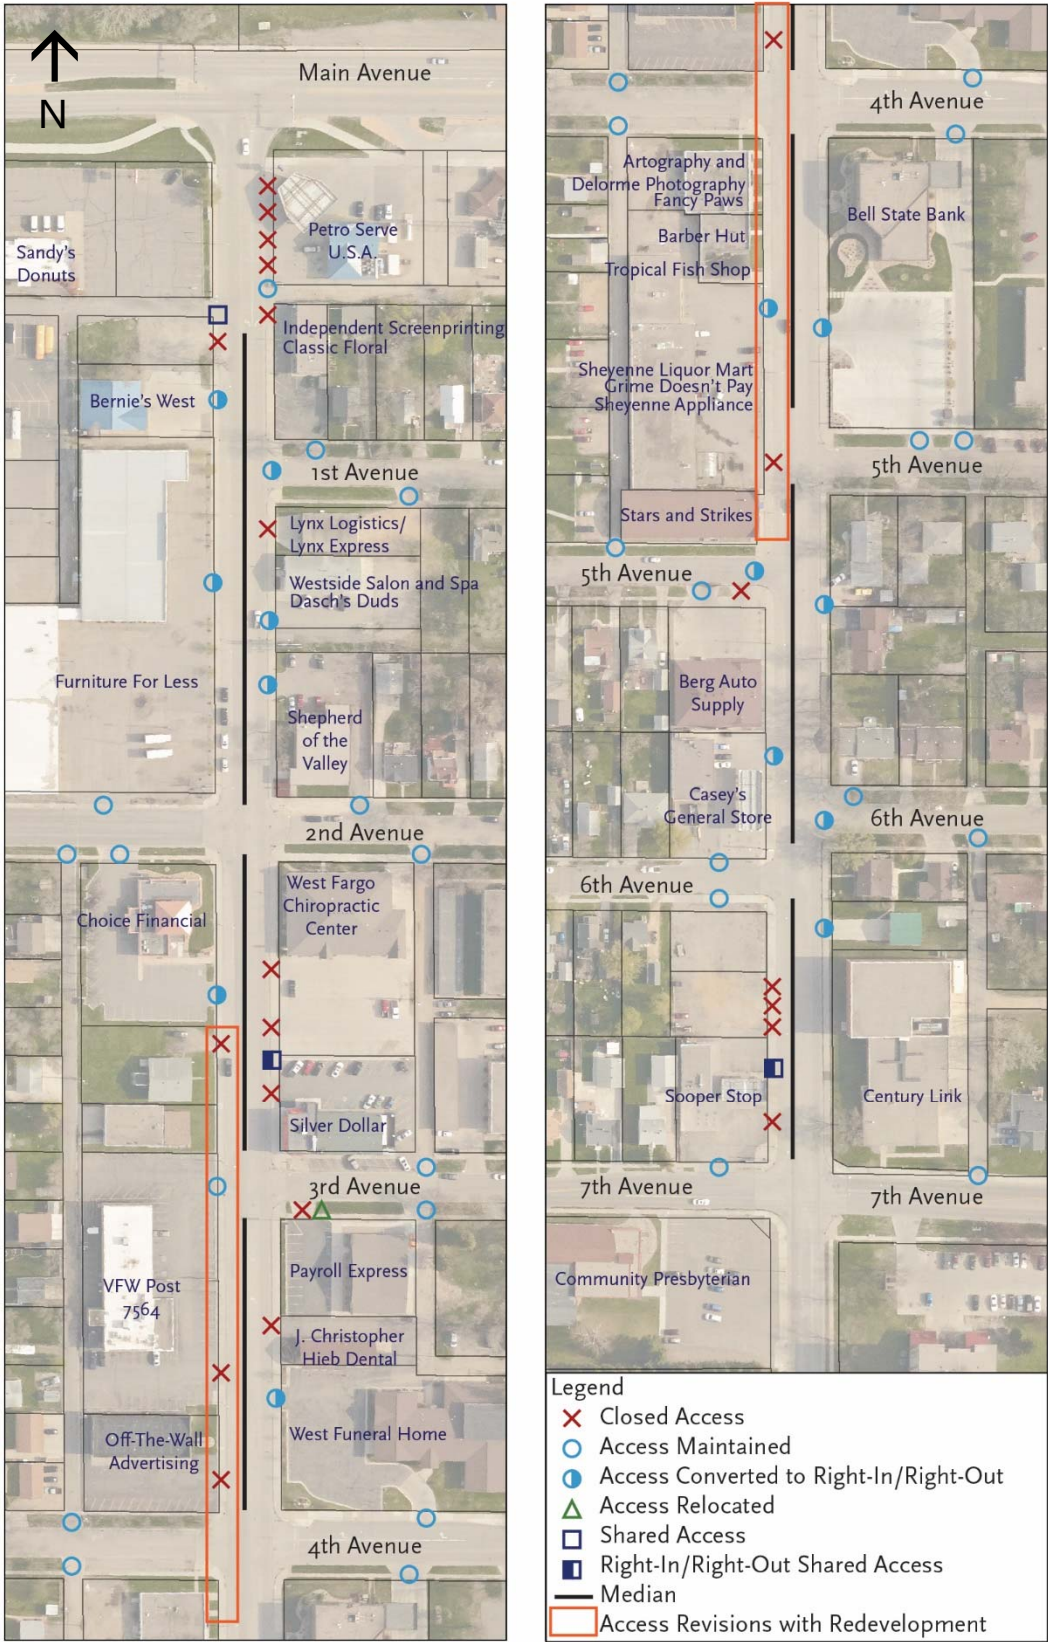 N
Main Avenue
Sandy's
Donuts
Petro Serve
U.S.A.
Independent Screenprinting
Classic Floral
Bernie's West
1st Avenue
Lynx Logistics/
Lynx Express
Westside Salon and Spa
Dasch's Duds
Furniture For Less
Shepherd
of the
Valley
2nd Avenue
West Fargo
Chiropractic
Center
Choice Financial
Silver Dollar
3rd Avenue
Payroll Express
VFW Post
7564
J. Christopher
Hieb Dental
Off-The-Wall
Advertising
West Funeral Home
4th Avenue
4th Avenue
Artography and
Delorme Photography
Fancy Paws
Bell State Bank
Barber Hut
Tropical Fish Shop
Sheyenne Liquor Mart
Grime Doesn't Pay
Sheyenne Appliance
5th Avenue
Stars and Strikes
5th Avenue
Berg Auto
Supply
Casey's
General Store
6th Avenue
6th Avenue
Sooper Stop
Century Link
7th Avenue
7th Avenue
Community Presbyterian
Legend
Closed Access
Access Maintained
Access Converted to Right-In/Right-Out
Access Relocated
Shared Access
Right-In/Right-Out Shared Access
Median
Access Revisions with Redevelopment